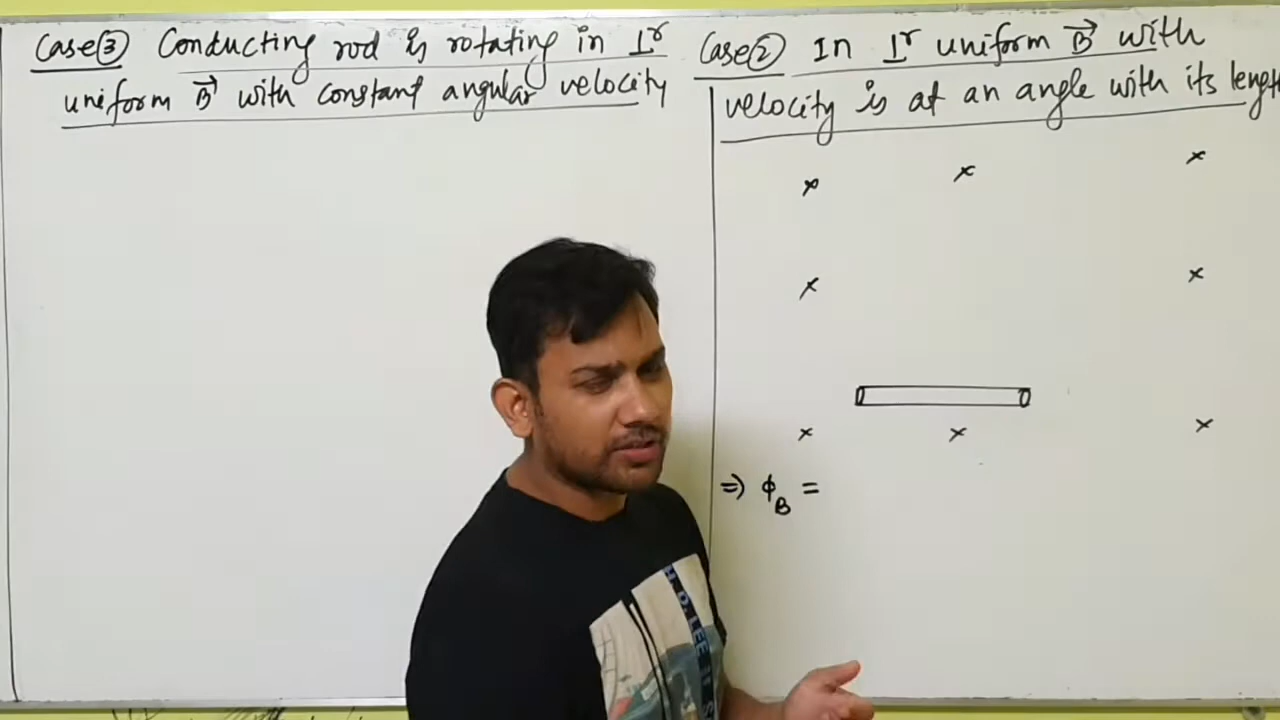 Case③ Conducting rod is rotating in ⊥ʳ
uniform B⃗ with constant angular velocity
Case② In ⊥ʳ uniform B⃗ with
velocity is at an angle with its length
× × ×
× ×
× × ×
⇒ ϕ_B =